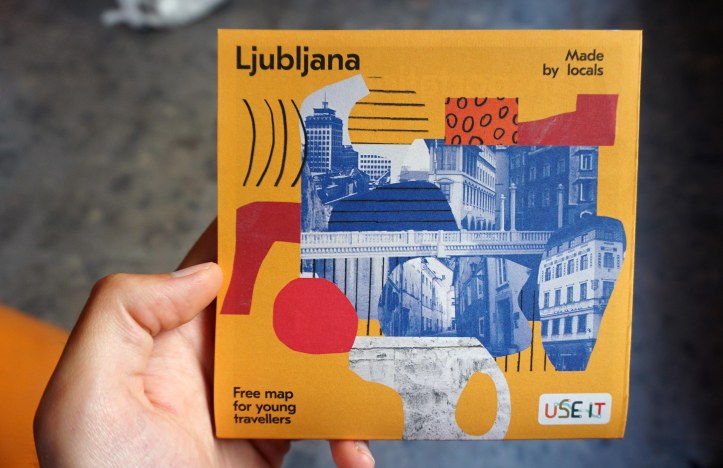 Ljubljana
Made
by locals
Free map
for young
travellers
USE IT